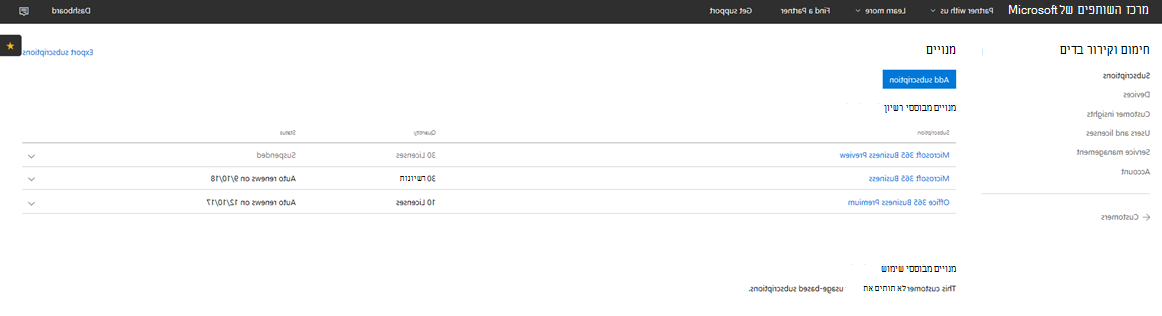 מרכז השותפים של Microsoft Partner with us Learn more Find a Partner Get support Dashboard
חימום וקירור בדים
Subscriptions
Devices
Customer insights
Users and licenses
Service management
Account
Customers
מנויים
Export subscriptions
Add subscription
מנויים מבוססי רשיון
Subscription Quantity Status
Microsoft 365 Business Preview 30 Licenses Suspended
Microsoft 365 Business 30 רשיונות Auto renews on 9/10/18
Office 365 Business Premium 10 Licenses Auto renews on 12/10/17
מנויים מבוססי שימוש
This customer לא תותים את usage-based subscriptions.